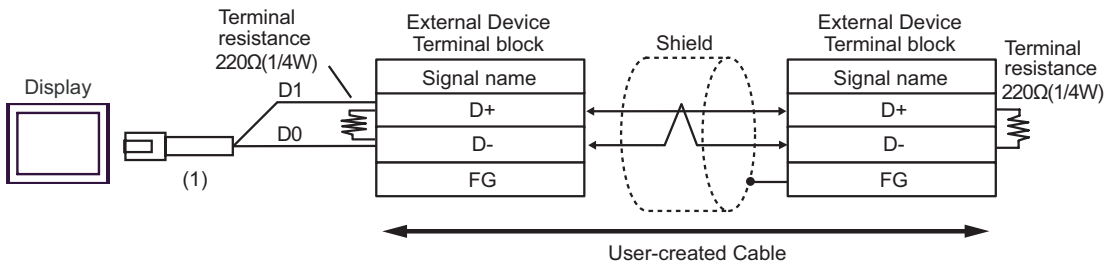 Display
(1)
Terminal
resistance
220Ω(1/4W)
D1
D0
External Device
Terminal block
Signal name
D+
D-
FG
Shield
External Device
Terminal block
Signal name
D+
D-
FG
Terminal
resistance
220Ω(1/4W)
User-created Cable